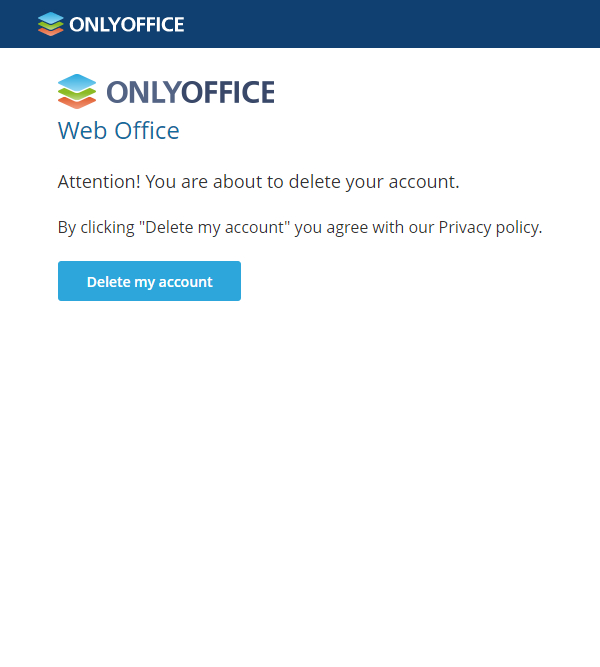 ONLYOFFICE
ONLYOFFICE
Web Office
Attention! You are about to delete your account.
By clicking "Delete my account" you agree with our Privacy policy.
Delete my account